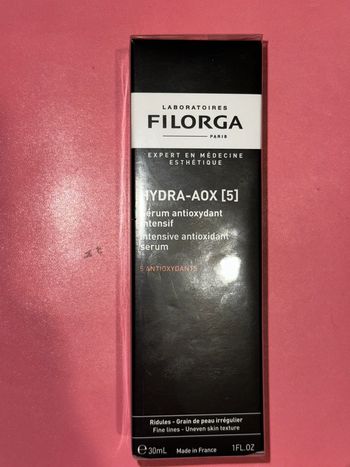 LABORATOIRES
FILORGA
PARIS
EXPERT EN MÉDECINE
ESTHÉTIQUE
HYDRA-AOX [5]
Sérum antioxydant
intensif
Intensive antioxidant
serum
5 ANTIOXYDANTS
Ridules - Grain de peau irrégulier
Fine lines - Uneven skin texture
℮ 30mL Made in France 1FL.OZ